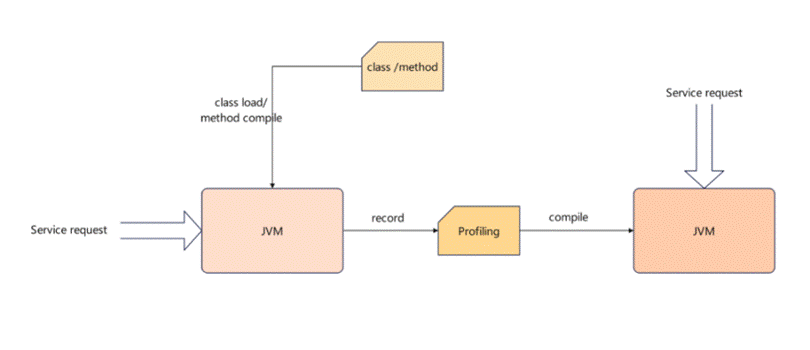 class /method
class load/
method compile
Service request
Service request
JVM
record
Profiling
compile
JVM